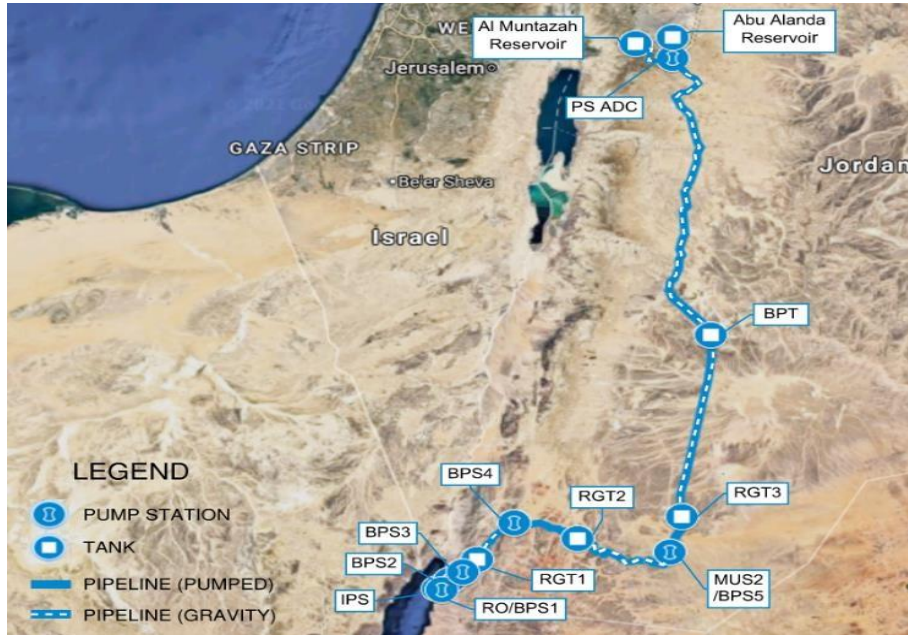 WE
Al Muntazah
Reservoir
Abu Alanda
Reservoir
Jerusalem
PS ADC
GAZA STRIP
Jordan
Be'er Sheva
Israel
BPT
LEGEND
PUMP STATION
TANK
PIPELINE (PUMPED)
PIPELINE (GRAVITY)
BPS4
RGT2
RGT3
BPS3
BPS2
IPS
RGT1
RO/BPS1
MUS2
/BPS5